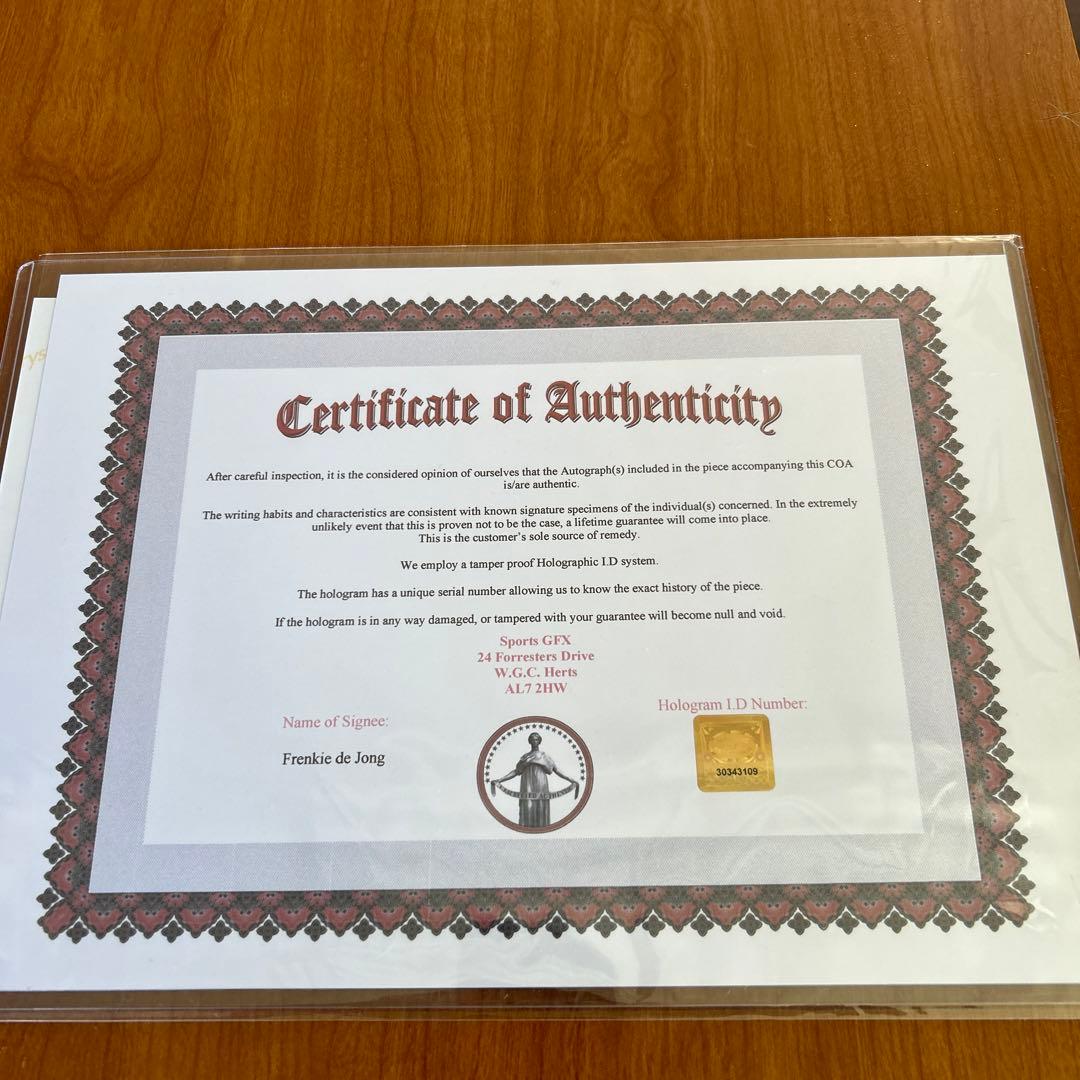 ys
Certificate of Authenticity
After careful inspection, it is the considered opinion of ourselves that the Autograph(s) included in the piece accompanying this COA
is/are authentic.
The writing habits and characteristics are consistent with known signature specimens of the individual(s) concerned. In the extremely
unlikely event that this is proven not to be the case, a lifetime guarantee will come into place.
This is the customer's sole source of remedy.
We employ a tamper proof Holographic I.D system.
The hologram has a unique serial number allowing us to know the exact history of the piece.
If the hologram is in any way damaged, or tampered with your guarantee will become null and void.
Sports GFX
24 Forresters Drive
W.G.C. Herts
AL7 2HW
Name of Signee:
Frenkie de Jong
Hologram I.D Number:
30343109